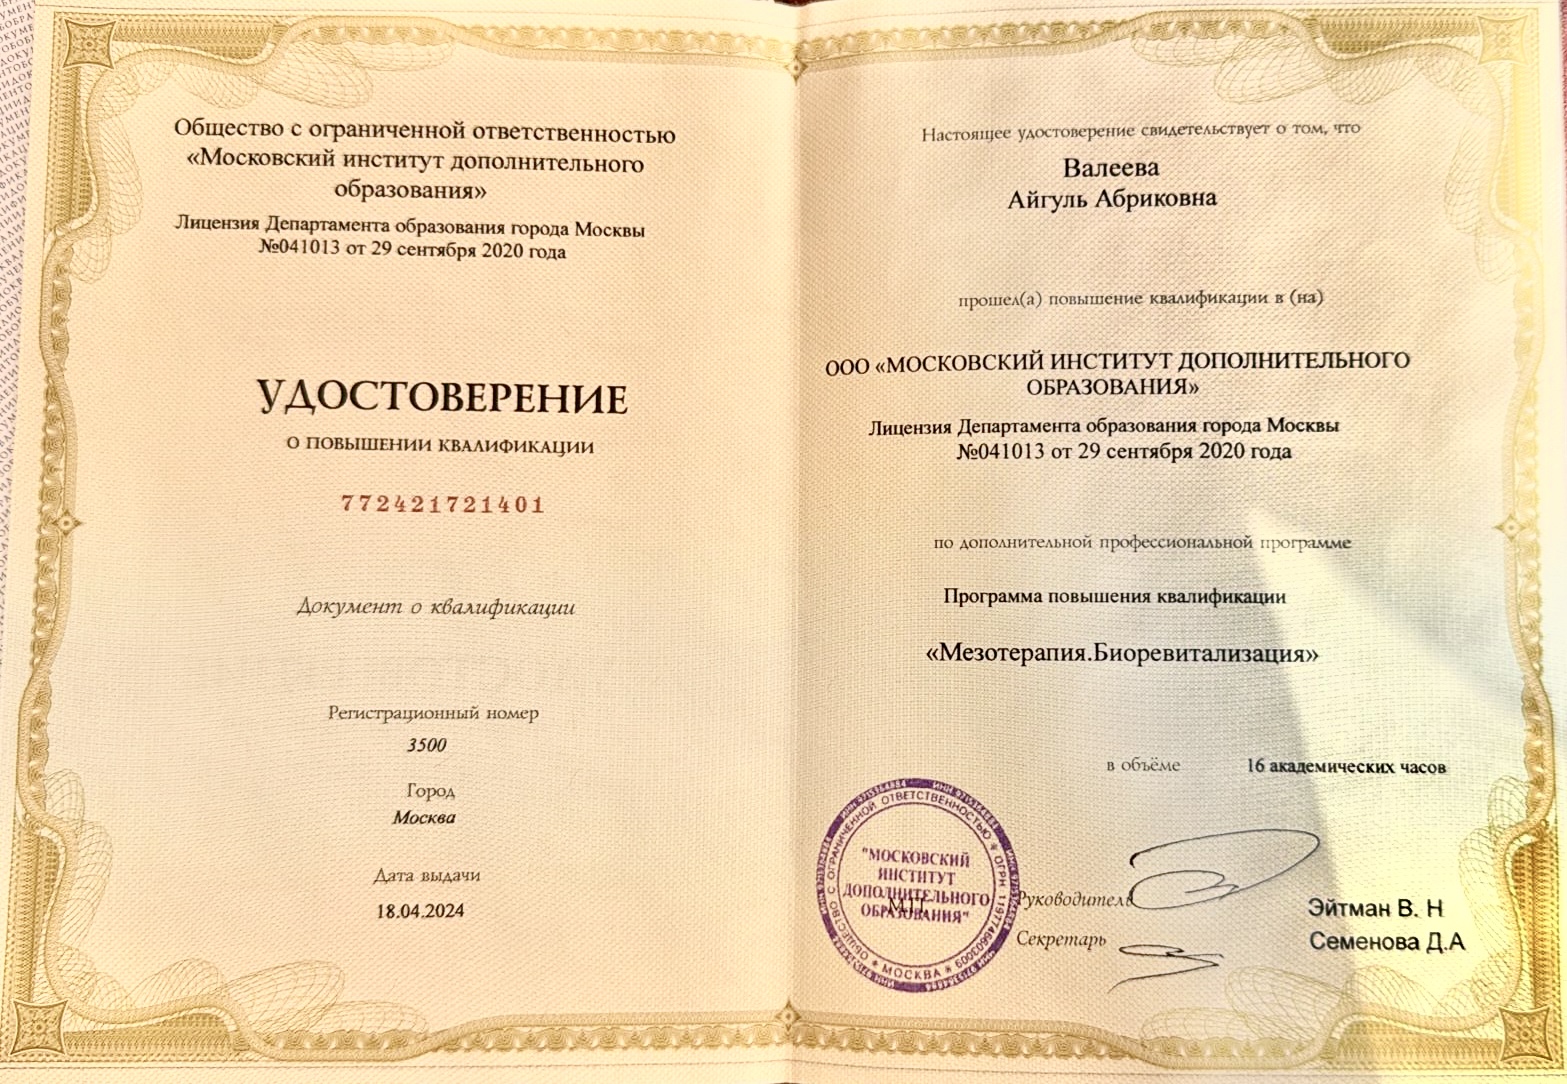 Общество с ограниченной ответственностью
«Московский институт дополнительного
образования»
Лицензия Департамента образования города Москвы
№041013 от 29 сентября 2020 года
УДОСТОВЕРЕНИЕ
О ПОВЫШЕНИИ КВАЛИФИКАЦИИ
772421721401
Документ о квалификации
Регистрационный номер
3500
Город
Москва
Дата выдачи
18.04.2024
Настоящее удостоверение свидетельствует о том, что
Валеева
Айгуль Абриковна
прошел(а) повышение квалификации в (на)
ООО «МОСКОВСКИЙ ИНСТИТУТ ДОПОЛНИТЕЛЬНОГО
ОБРАЗОВАНИЯ»
Лицензия Департамента образования города Москвы
№041013 от 29 сентября 2020 года
по дополнительной профессиональной программе
Программа повышения квалификации
«Мезотерапия.Биоревитализация»
в объёме 16 академических часов
ОБЩЕСТВО С ОГРАНИЧЕННОЙ ОТВЕТСТВЕННОСТЬЮ
МОСКВА
"МОСКОВСКИЙ
ИНСТИТУТ
ДОПОЛНИТЕЛЬНОГО
ОБРАЗОВАНИЯ"
М.П.
Руководитель Эйтман В. Н
Секретарь Семенова Д.А